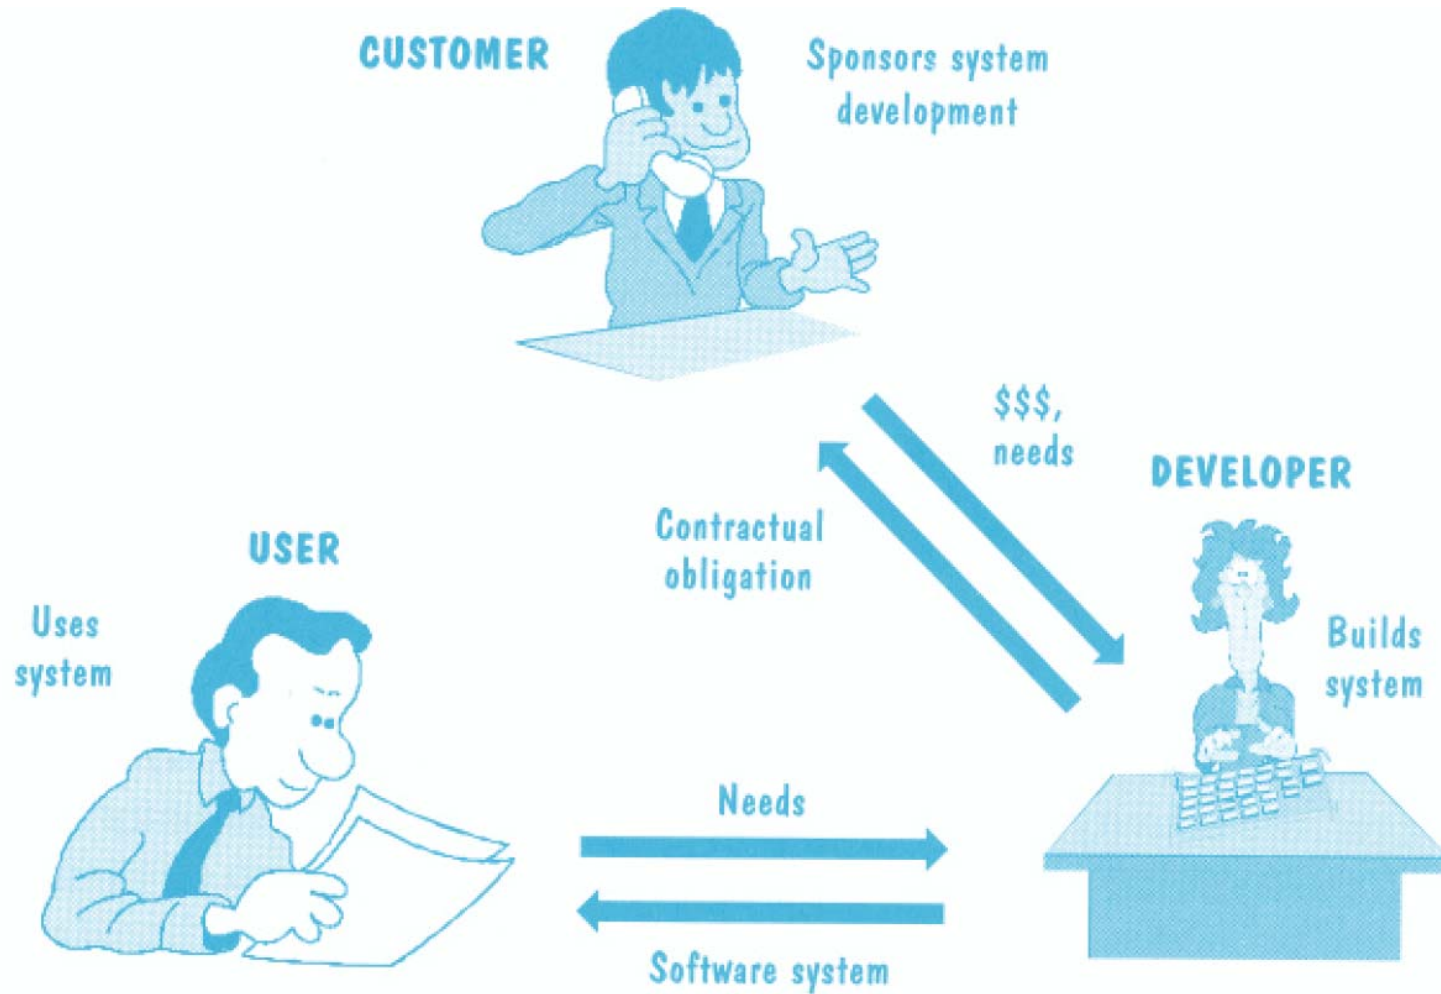 CUSTOMER
Sponsors system
development
$$$,
needs
DEVELOPER
Contractual
obligation
USER
Uses
system
Builds
system
Needs
Software system